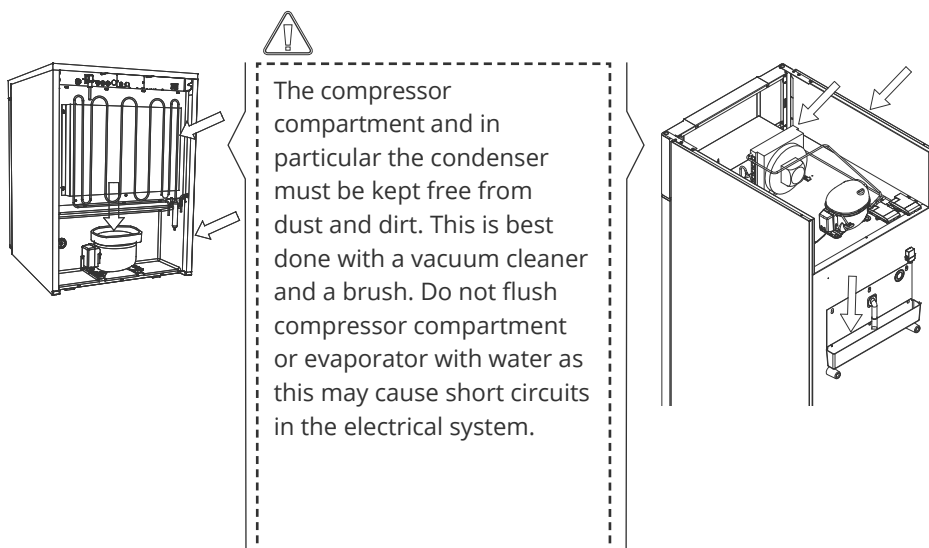 The compressor
compartment and in
particular the condenser
must be kept free from
dust and dirt. This is best
done with a vacuum cleaner
and a brush. Do not flush
compressor compartment
or evaporator with water as
this may cause short circuits
in the electrical system.